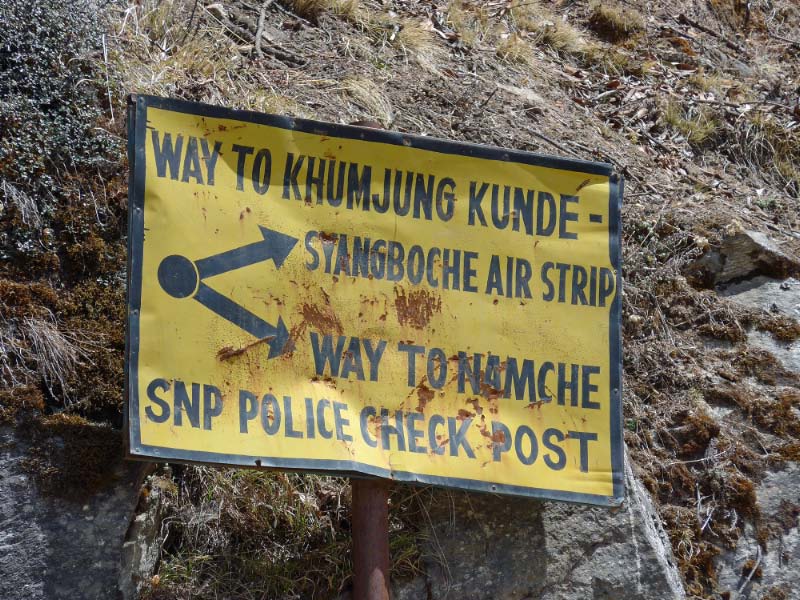 WAY TO KHUMJUNG KUNDE -
SYANGBOCHE AIR STRIP
WAY TO NAMCHE
SNP POLICE CHECK POST